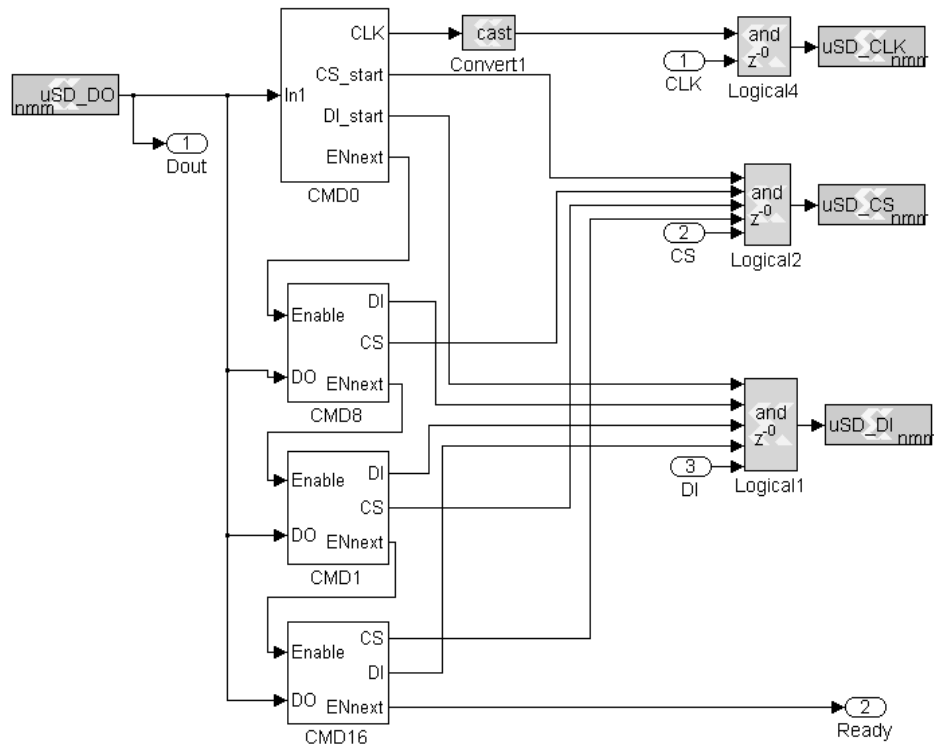 uSD_DO
nmm
1
Dout
In1
CLK
CS_start
DI_start
ENnext
CMD0
cast
Convert1
1
CLK
and
z-0
Logical4
uSD_CLK
Enable
DO
DI
CS
ENnext
CMD8
2
CS
and
z-0
Logical2
uSD_CS
Enable
DO
DI
CS
ENnext
CMD1
3
DI
and
z-0
Logical1
uSD_DI
Enable
DO
CS
DI
ENnext
CMD16
2
Ready